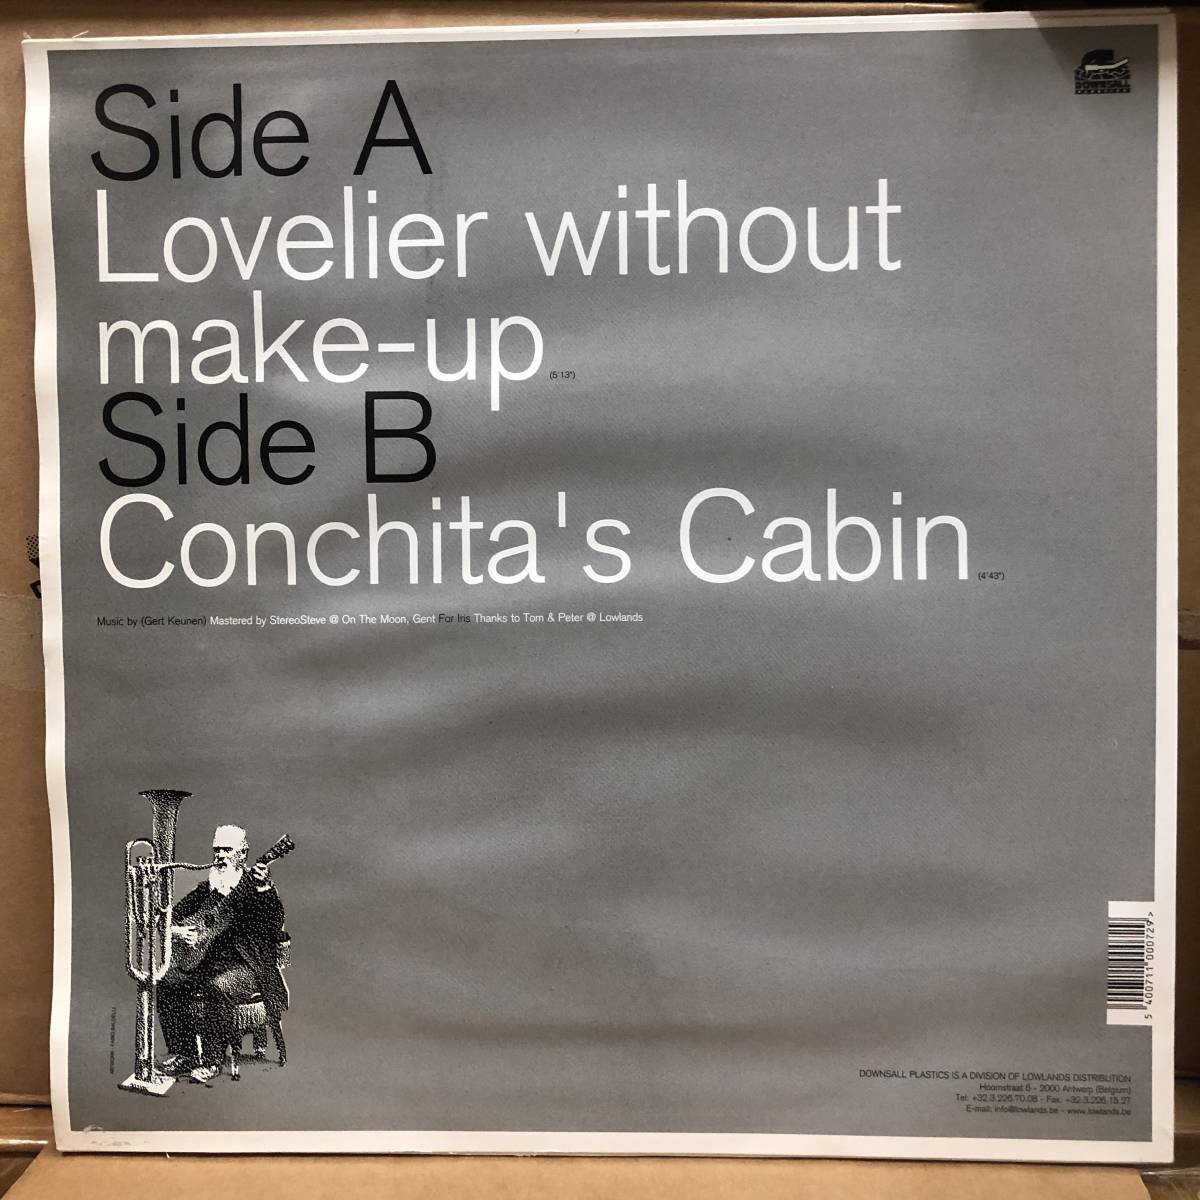 DOWNSALL
Side A
Lovelier without
make-up (5'13")
Side B
Conchita's Cabin (4'43")
Music by (Gert Keunen) Mastered by StereoSteve @ On The Moon, Gent For Iris Thanks to Tom & Peter @ Lowlands
5 400711 000729 >
DOWNSALL PLASTICS IS A DIVISION OF LOWLANDS DISTRIBUTION
Hoornstraat 6 - 2000 Antwerp (Belgium)
Tel: +32.3.226.70.08 - Fax: +32.3.226.15.27
E-mail: info@lowlands.be - www.lowlands.be